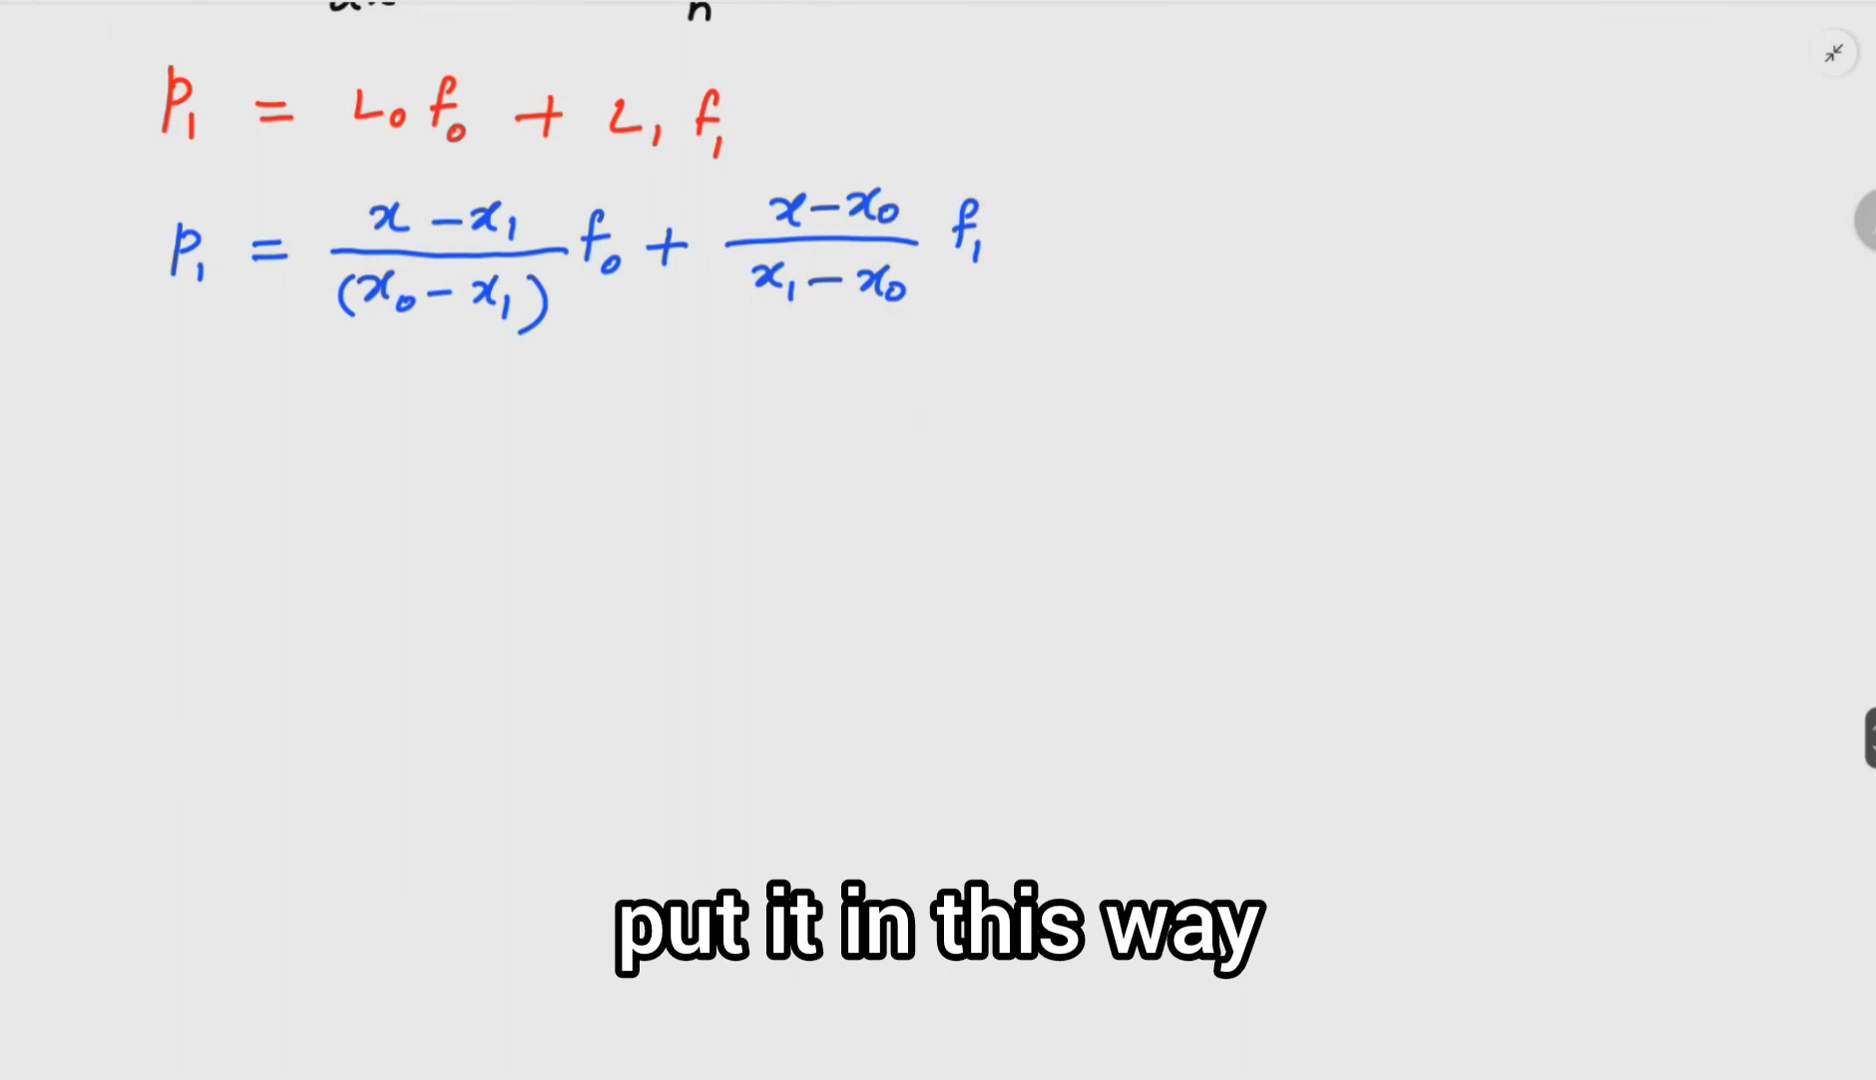 n
P₁ = L₀ f₀ + L₁ f₁
P₁ = (x - x₁)/((x₀ - x₁)) f₀ + (x - x₀)/(x₁ - x₀) f₁
put it in this way